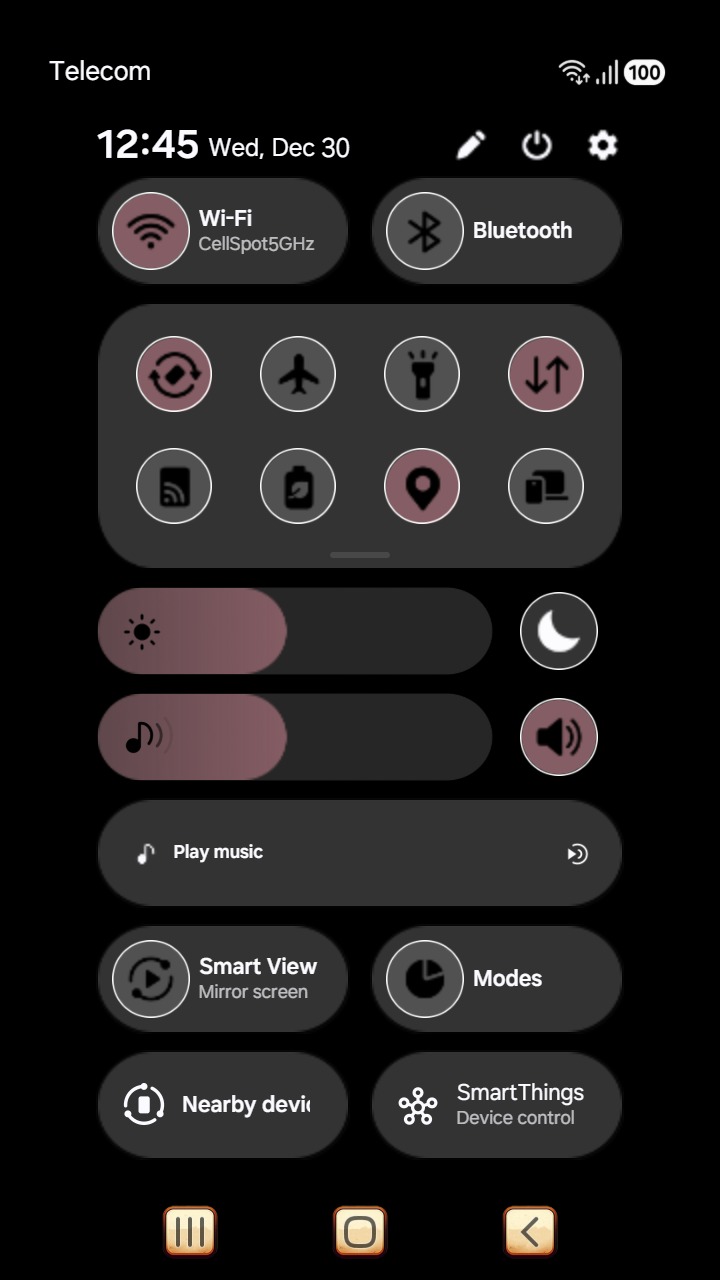 Telecom
100
12:45 Wed, Dec 30
Wi-Fi
CellSpot5GHz
Bluetooth
Play music
Smart View
Mirror screen
Modes
Nearby devi
SmartThings
Device control